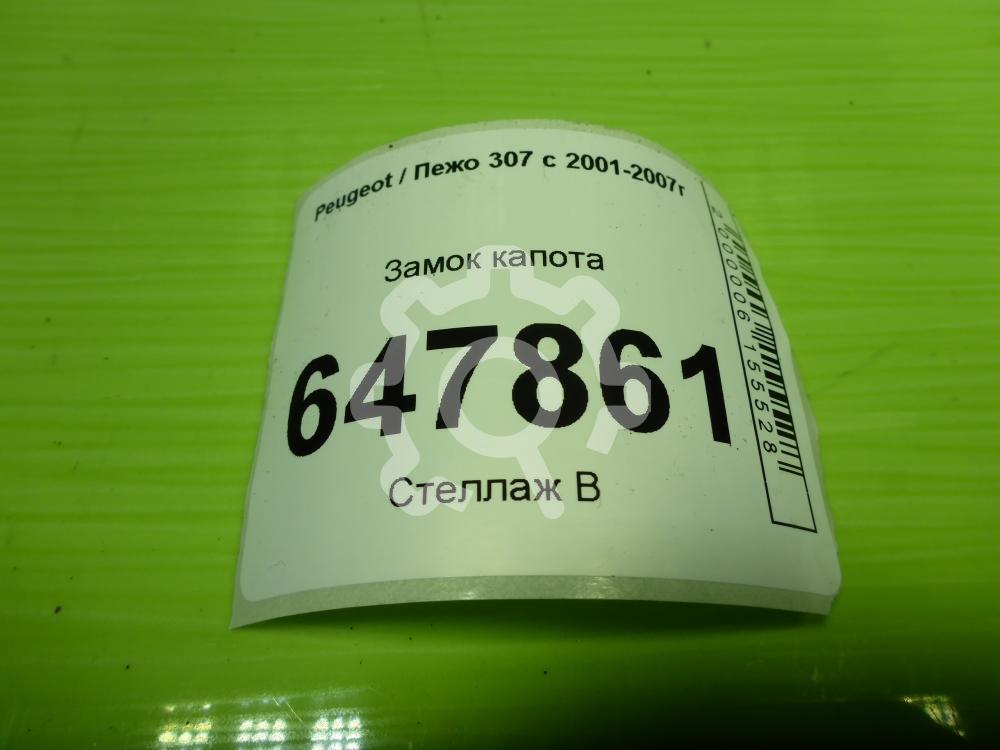 Peugeot / Пежо 307 с 2001-2007г
Замок капота
647861
Стеллаж В
2000006155528